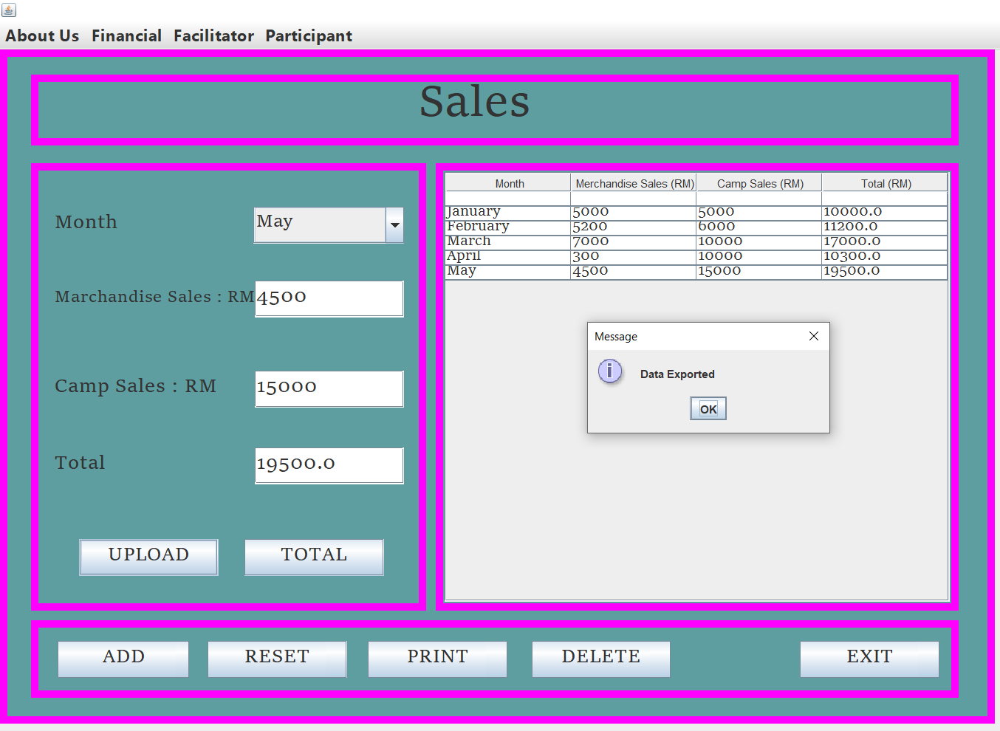 About Us Financial Facilitator Participant
Sales
Month May
Marchandise Sales : RM 4500
Camp Sales : RM 15000
Total 19500.0
UPLOAD TOTAL
Month Merchandise Sales (RM) Camp Sales (RM) Total (RM)
January 5000 5000 10000.0
February 5200 6000 11200.0
March 7000 10000 17000.0
April 300 10000 10300.0
May 4500 15000 19500.0
Message
Data Exported
OK
ADD RESET PRINT DELETE EXIT